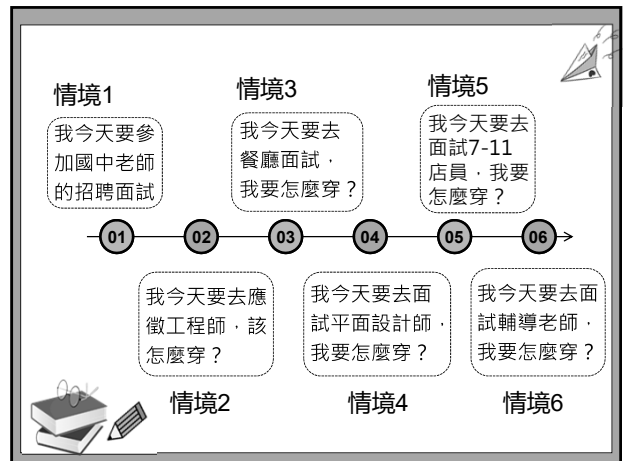 情境1
我今天要參
加國中老師
的招聘面試
情境3
我今天要去
餐廳面試，
我要怎麼穿？
情境5
我今天要去
面試7-11
店員，我要
怎麼穿？
01
02
03
04
05
06
我今天要去應
徵工程師，該
怎麼穿？
情境2
我今天要去面
試平面設計師，
我要怎麼穿？
情境4
我今天要去面
試輔導老師，
我要怎麼穿？
情境6